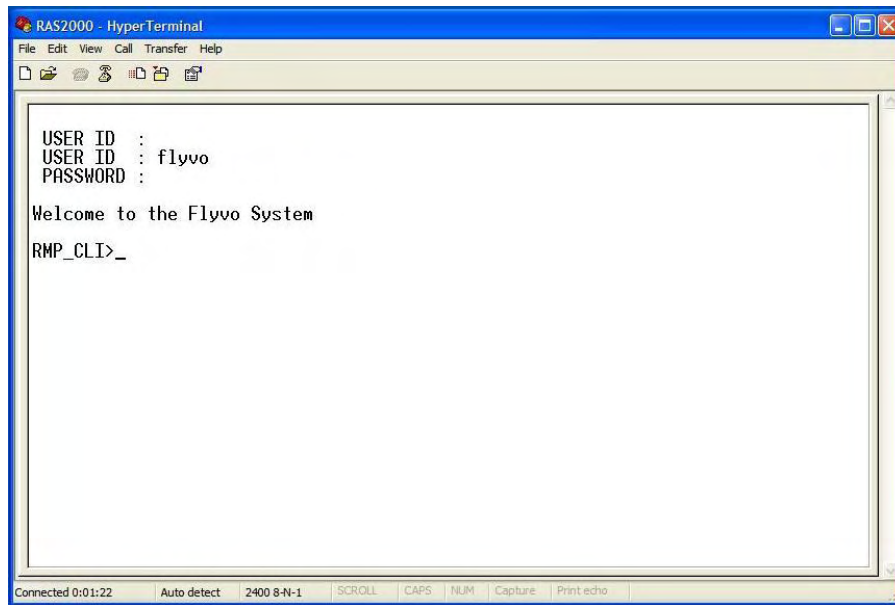 RAS2000 - HyperTerminal
File Edit View Call Transfer Help
USER ID :
USER ID : flyvo
PASSWORD :
Welcome to the Flyvo System
RMP_CLI>_
Connected 0:01:22 Auto detect 2400 8-N-1 SCROLL CAPS NUM Capture Print echo